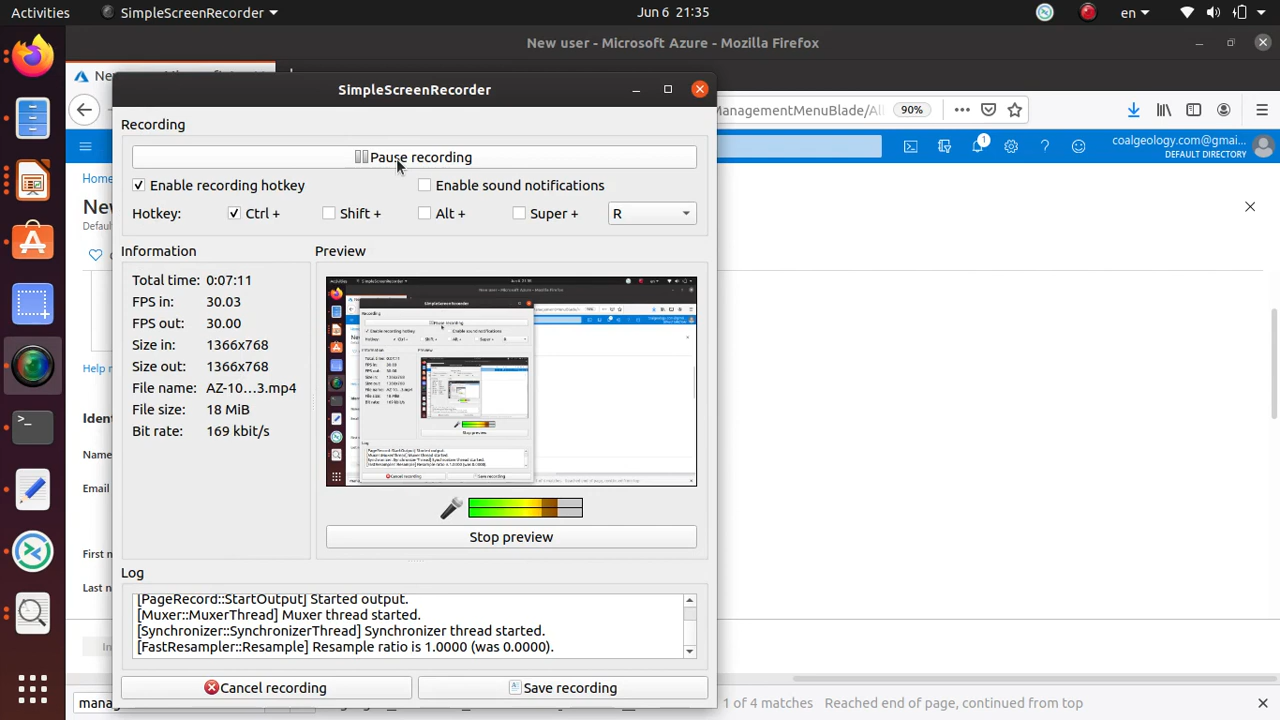 Activities SimpleScreenRecorder Jun 6 21:35 en
New user - Microsoft Azure - Mozilla Firefox
SimpleScreenRecorder
ManagementMenuBlade/All 90%
Recording
Pause recording
coalgeology.com@gmai...
DEFAULT DIRECTORY
1
Home
Enable recording hotkey Enable sound notifications
Hotkey: Ctrl + Shift + Alt + Super + R
Information Preview
Total time: 0:07:11
FPS in: 30.03
FPS out: 30.00
Size in: 1366x768
Size out: 1366x768
File name: AZ-10...3.mp4
File size: 18 MiB
Bit rate: 169 kbit/s
Stop preview
Log
[PageRecord::StartOutput] Started output.
[Muxer::MuxerThread] Muxer thread started.
[Synchronizer::SynchronizerThread] Synchronizer thread started.
[FastResampler::Resample] Resample ratio is 1.0000 (was 0.0000).
Cancel recording Save recording
Help
Name
Email
First
Last
1 of 4 matches Reached end of page, continued from top